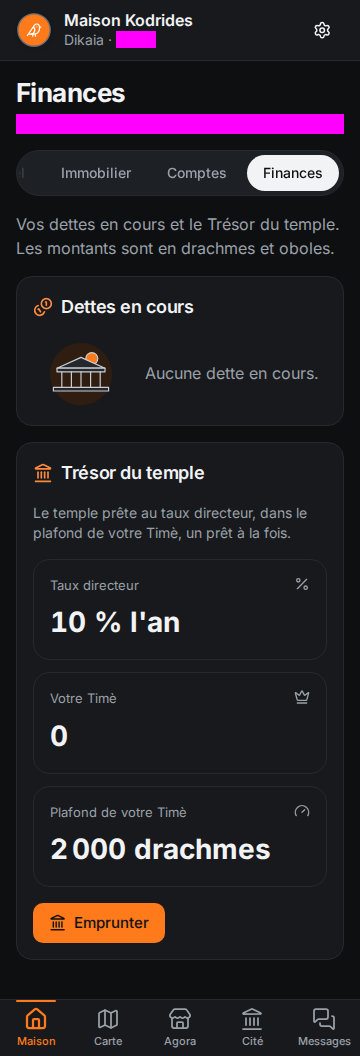 Maison Kodrides
Dikaia ·
Finances
Immobilier
Comptes
Finances
Vos dettes en cours et le Trésor du temple.
Les montants sont en drachmes et oboles.
Dettes en cours
Aucune dette en cours.
Trésor du temple
Le temple prête au taux directeur, dans le
plafond de votre Timè, un prêt à la fois.
Taux directeur
10 % l'an
Votre Timè
0
Plafond de votre Timè
2 000 drachmes
Emprunter
Maison
Carte
Agora
Cité
Messages